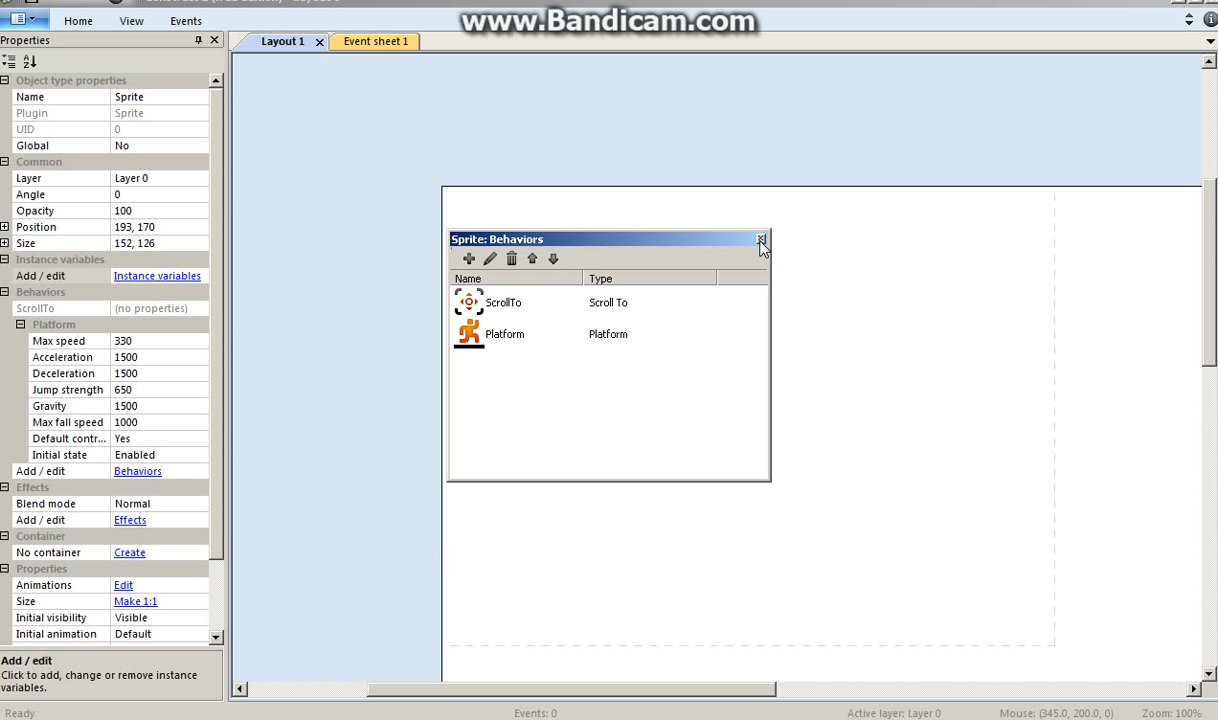 www.Bandicam.com
Home View Events
Properties
Layout 1 Event sheet 1
Object type properties
Name Sprite
Plugin Sprite
UID 0
Global No
Common
Layer Layer 0
Angle 0
Opacity 100
Position 193, 170
Size 152, 126
Instance variables
Add / edit Instance variables
Behaviors
ScrollTo (no properties)
Platform
Max speed 330
Acceleration 1500
Deceleration 1500
Jump strength 650
Gravity 1500
Max fall speed 1000
Default contr... Yes
Initial state Enabled
Add / edit Behaviors
Effects
Blend mode Normal
Add / edit Effects
Container
No container Create
Properties
Animations Edit
Size Make 1:1
Initial visibility Visible
Initial animation Default
Add / edit
Click to add, change or remove instance
variables.
Sprite: Behaviors
Name Type
ScrollTo Scroll To
Platform Platform
Ready Events: 0 Active layer: Layer 0 Mouse: (345.0, 200.0, 0) Zoom: 100%